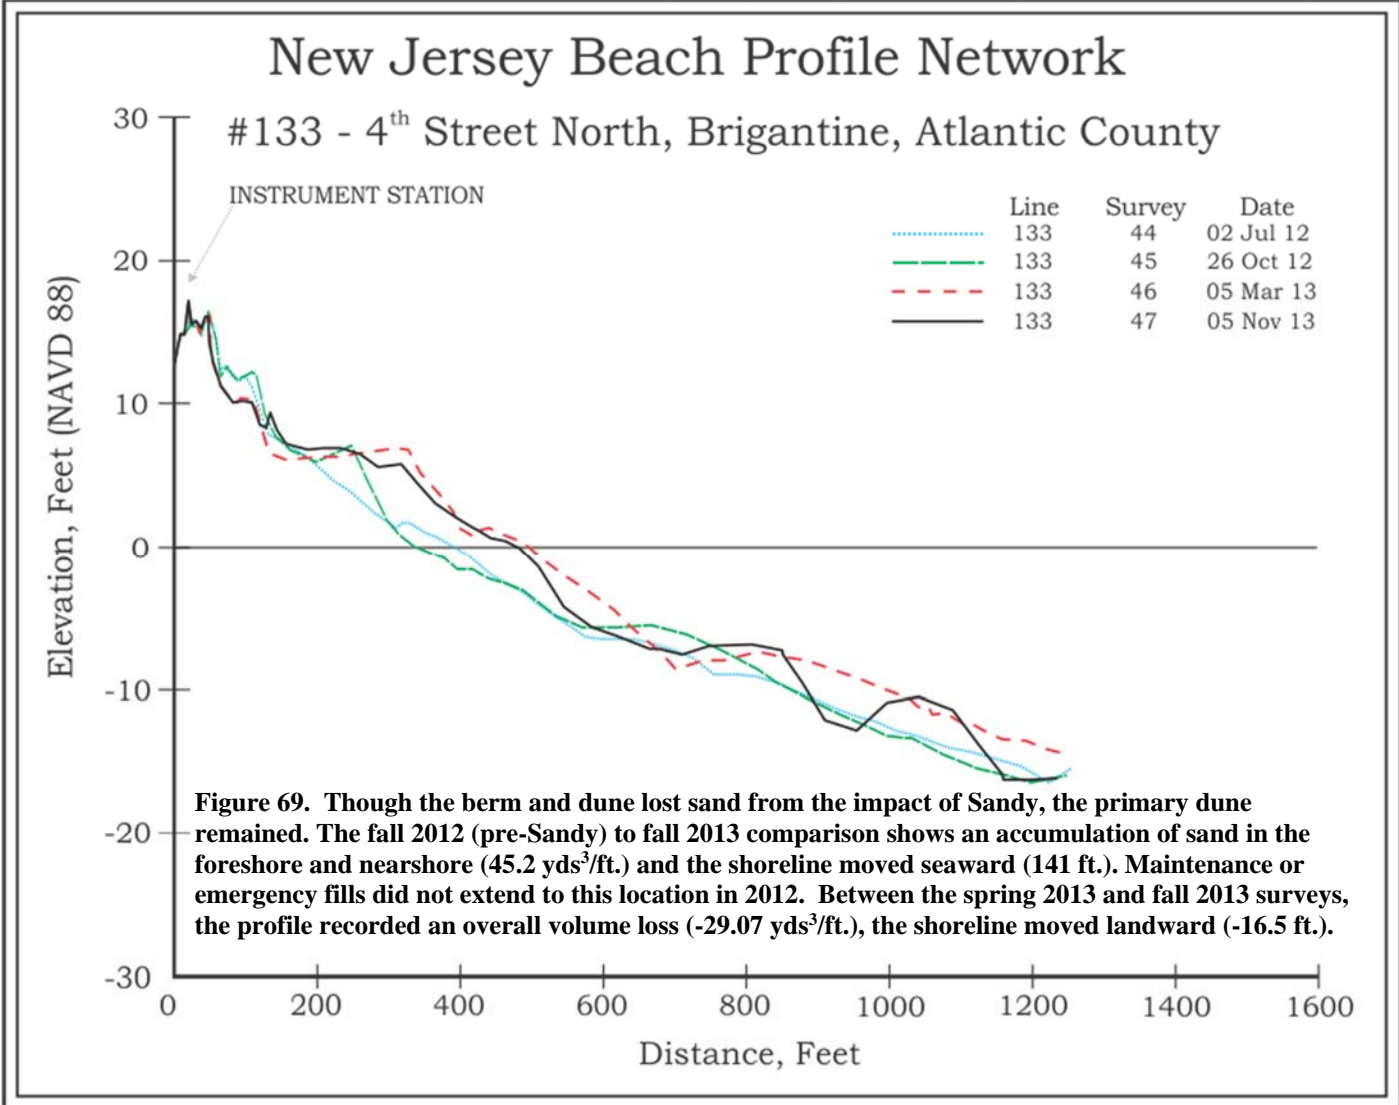 New Jersey Beach Profile Network
#133 - 4th Street North, Brigantine, Atlantic County
INSTRUMENT STATION
Line Survey Date
133 44 02 Jul 12
133 45 26 Oct 12
133 46 05 Mar 13
133 47 05 Nov 13
Elevation, Feet (NAVD 88)
30
20
10
0
-10
-20
-30
Figure 69.  Though the berm and dune lost sand from the impact of Sandy, the primary dune
remained. The fall 2012 (pre-Sandy) to fall 2013 comparison shows an accumulation of sand in the
foreshore and nearshore (45.2 yds³/ft.) and the shoreline moved seaward (141 ft.). Maintenance or
emergency fills did not extend to this location in 2012.  Between the spring 2013 and fall 2013 surveys,
the profile recorded an overall volume loss (-29.07 yds³/ft.), the shoreline moved landward (-16.5 ft.).
0 200 400 600 800 1000 1200 1400 1600
Distance, Feet